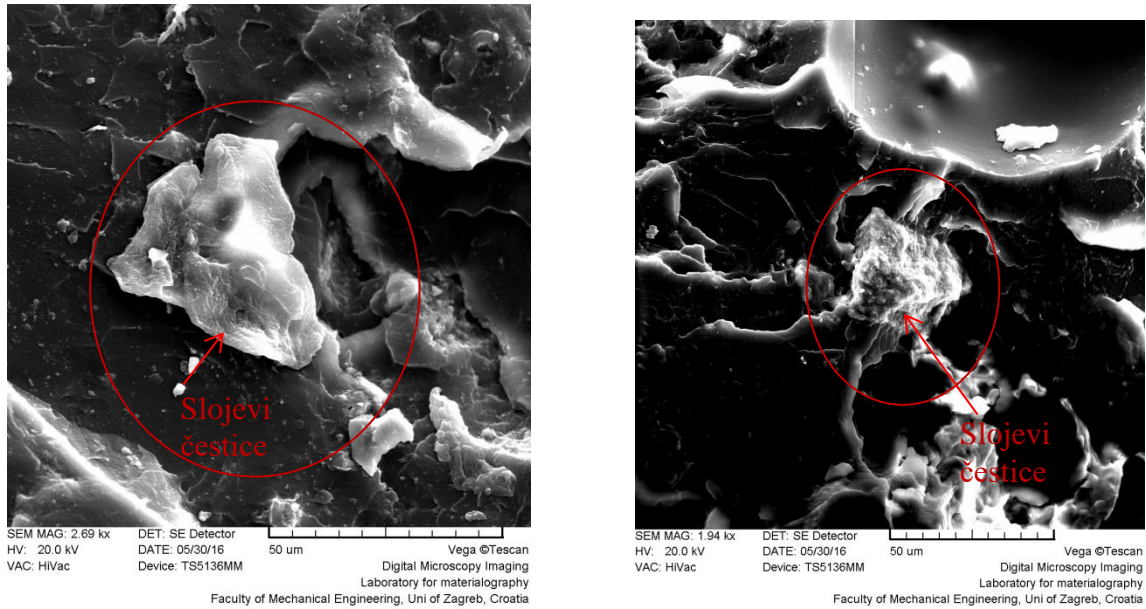 Slojevi
čestice
SEM MAG: 2.69 kx DET: SE Detector
HV: 20.0 kV DATE: 05/30/16 50 um Vega ©Tescan
VAC: HiVac Device: TS5136MM Digital Microscopy Imaging
Laboratory for materialography
Faculty of Mechanical Engineering, Uni of Zagreb, Croatia
Slojevi
čestice
SEM MAG: 1.94 kx DET: SE Detector
HV: 20.0 kV DATE: 05/30/16 50 um Vega ©Tescan
VAC: HiVac Device: TS5136MM Digital Microscopy Imaging
Laboratory for materialography
Faculty of Mechanical Engineering, Uni of Zagreb, Croatia